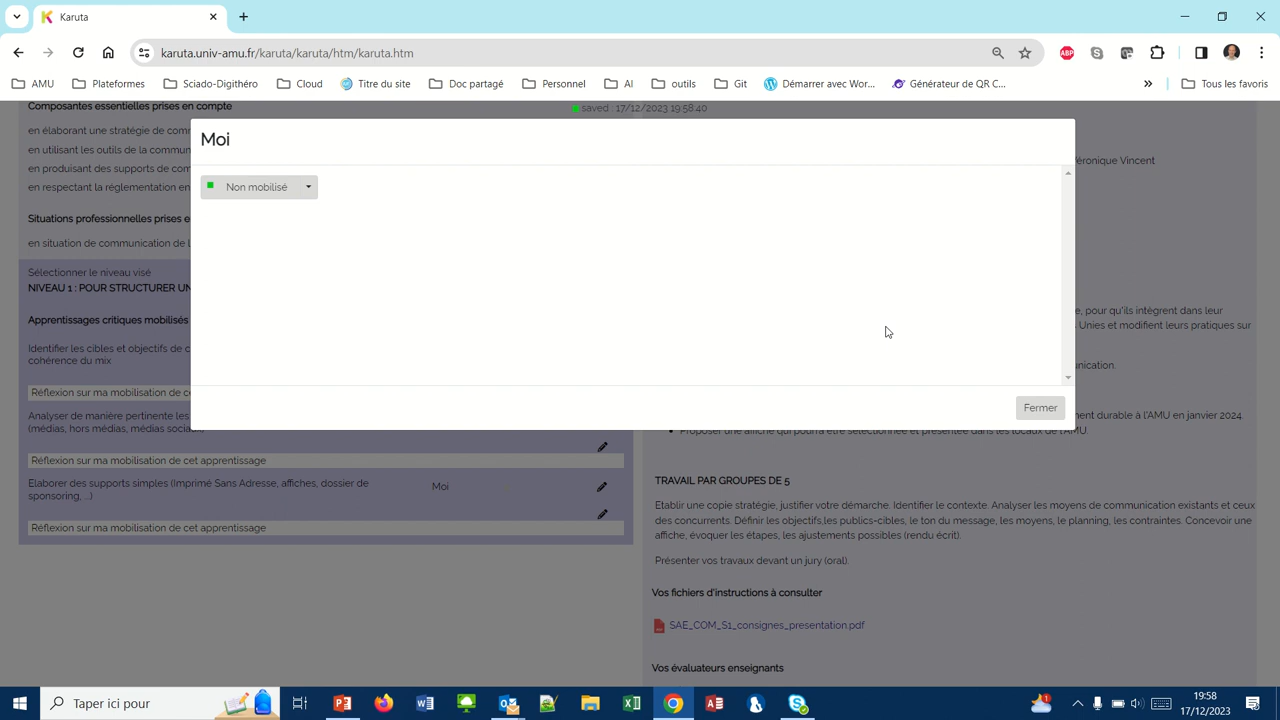 Karuta
karuta.univ-amu.fr/karuta/karuta/htm/karuta.htm
ABP
AMU
Plateformes
Sciado-Digithéro
Cloud
Titre du site
Doc partagé
Personnel
AI
outils
Git
Démarrer avec Wor...
Générateur de QR C...
»
Tous les favoris
Composantes essentielles prises en compte
saved : 17/12/2023 19:58:40
en élaborant une stratégie de com
en utilisant les outils de la commun
en produisant des supports de com
en respectant la réglementation en
Véronique Vincent
Situations professionnelles prises e
en situation de communication de l
Moi
Non mobilisé
Fermer
Sélectionner le niveau visé
NIVEAU 1 : POUR STRUCTURER UN
Apprentissages critiques mobilisés
Identifier les cibles et objectifs de c
cohérence du mix
Réflexion sur ma mobilisation de ce
Analyser de manière pertinente les
(médias, hors médias, médias sociaux)
Réflexion sur ma mobilisation de cet apprentissage
Elaborer des supports simples (Imprimé Sans Adresse, affiches, dossier de
sponsoring, ...)
Moi
Réflexion sur ma mobilisation de cet apprentissage
e, pour qu'ils intègrent dans leur
Unies et modifient leurs pratiques sur
nication.
ment durable à l'AMU en janvier 2024.
Proposer une affiche qui pourra être sélectionnée et présentée dans les locaux de l'AMU.
TRAVAIL PAR GROUPES DE 5
Etablir une copie stratégie, justifier votre démarche. Identifier le contexte. Analyser les moyens de communication existants et ceux
des concurrents. Définir les objectifs,les publics-cibles, le ton du message, les moyens, le planning, les contraintes. Concevoir une
affiche, évoquer les étapes, les ajustements possibles (rendu écrit).
Présenter vos travaux devant un jury (oral).
Vos fichiers d'instructions à consulter
SAE_COM_S1_consignes_presentation.pdf
Vos évaluateurs enseignants
Taper ici pour
19:58
17/12/2023